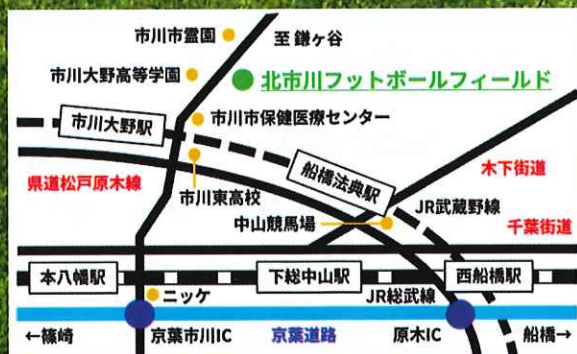 市川市霊園
至 鎌ヶ谷
市川大野高等学園
北市川フットボールフィールド
市川大野駅
市川市保健医療センター
船橋法典駅
木下街道
県道松戸原木線
市川東高校
JR武蔵野線
中山競馬場
千葉街道
本八幡駅
下総中山駅
西船橋駅
ニッケ
JR総武線
←篠崎
京葉市川IC
京葉道路
原木IC
船橋→